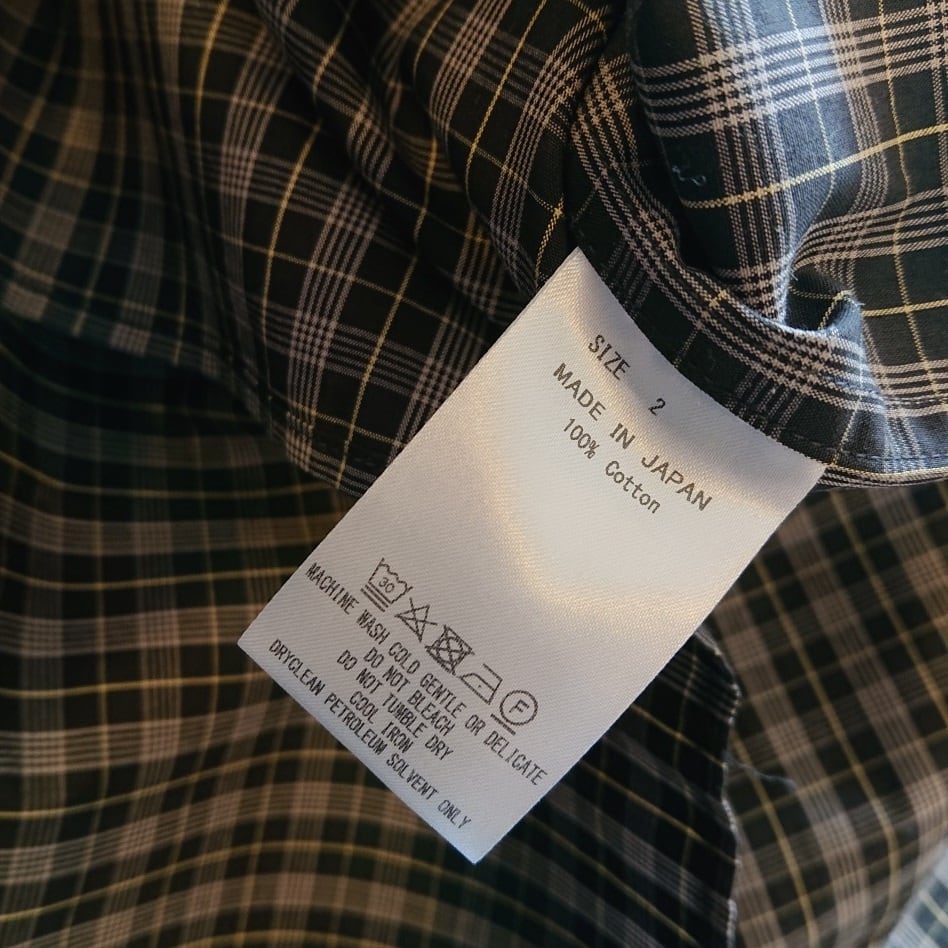 SIZE 2
MADE IN JAPAN
100% Cotton
30 F
MACHINE WASH COLD GENTLE OR DELICATE
DO NOT BLEACH
DO NOT TUMBLE DRY
COOL IRON
DRYCLEAN PETROLEUM SOLVENT ONLY